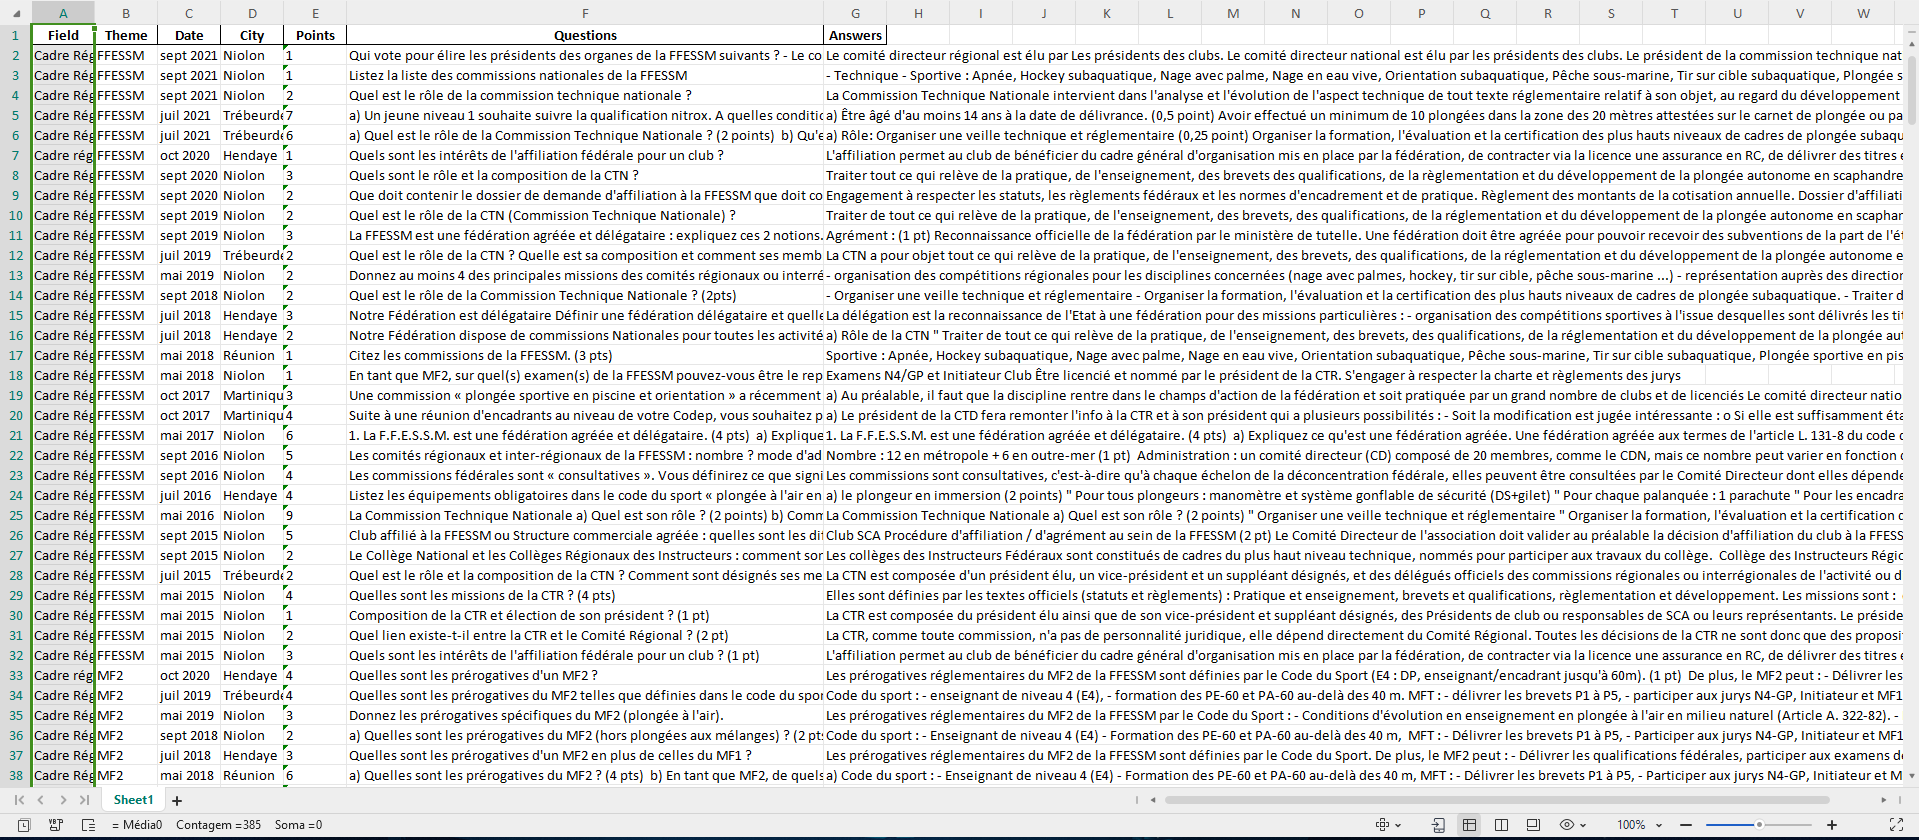 A B C D E F G H I J K L M N O P Q R S T U V W
1 Field Theme Date City Points Questions Answers
2 Cadre Rég FFESSM sept 2021 Niolon 1 Qui vote pour élire les présidents des organes de la FFESSM suivants ? - Le co Le comité directeur régional est élu par Les présidents des clubs. Le comité directeur national est élu par les présidents des clubs. Le président de la commission technique nat
3 Cadre Rég FFESSM sept 2021 Niolon 1 Listez la liste des commissions nationales de la FFESSM - Technique - Sportive : Apnée, Hockey subaquatique, Nage avec palme, Nage en eau vive, Orientation subaquatique, Pêche sous-marine, Tir sur cible subaquatique, Plongée s
4 Cadre Rég FFESSM sept 2021 Niolon 2 Quel est le rôle de la commission technique nationale ? La Commission Technique Nationale intervient dans l'analyse et l'évolution de l'aspect technique de tout texte réglementaire relatif à son objet, au regard du développement
5 Cadre Rég FFESSM juil 2021 Trébeurde 7 a) Un jeune niveau 1 souhaite suivre la qualification nitrox. A quelles conditic a) Être âgé d'au moins 14 ans à la date de délivrance. (0,5 point) Avoir effectué un minimum de 10 plongées dans la zone des 20 mètres attestées sur le carnet de plongée ou pa
6 Cadre Rég FFESSM juil 2021 Trébeurde 6 a) Quel est le rôle de la Commission Technique Nationale ? (2 points) b) Qu'e a) Rôle: Organiser une veille technique et réglementaire (0,25 point) Organiser la formation, l'évaluation et la certification des plus hauts niveaux de cadres de plongée subaqu
7 Cadre rég FFESSM oct 2020 Hendaye 1 Quels sont les intérêts de l'affiliation fédérale pour un club ? L'affiliation permet au club de bénéficier du cadre général d'organisation mis en place par la fédération, de contracter via la licence une assurance en RC, de délivrer des titres e
8 Cadre Rég FFESSM sept 2020 Niolon 3 Quels sont le rôle et la composition de la CTN ? Traiter tout ce qui relève de la pratique, de l'enseignement, des brevets des qualifications, de la règlementation et du développement de la plongée autonome en scaphandre
9 Cadre Rég FFESSM sept 2020 Niolon 2 Que doit contenir le dossier de demande d'affiliation à la FFESSM que doit co Engagement à respecter les statuts, les règlements fédéraux et les normes d'encadrement et de pratique. Règlement des montants de la cotisation annuelle. Dossier d'affiliati
10 Cadre Rég FFESSM sept 2019 Niolon 2 Quel est le rôle de la CTN (Commission Technique Nationale) ? Traiter de tout ce qui relève de la pratique, de l'enseignement, des brevets, des qualifications, de la réglementation et du développement de la plongée autonome en scaphan
11 Cadre Rég FFESSM sept 2019 Niolon 3 La FFESSM est une fédération agréée et délégataire : expliquez ces 2 notions. Agrément : (1 pt) Reconnaissance officielle de la fédération par le ministère de tutelle. Une fédération doit être agréée pour pouvoir recevoir des subventions de la part de l'ét
12 Cadre Rég FFESSM juil 2019 Trébeurde 2 Quel est le rôle de la CTN ? Quelle est sa composition et comment ses memb La CTN a pour objet tout ce qui relève de la pratique, de l'enseignement, des brevets, des qualifications, de la réglementation et du développement de la plongée autonome e
13 Cadre Rég FFESSM mai 2019 Niolon 2 Donnez au moins 4 des principales missions des comités régionaux ou interré - organisation des compétitions régionales pour les disciplines concernées (nage avec palmes, hockey, tir sur cible, pêche sous-marine ...) - représentation auprès des direction
14 Cadre Rég FFESSM sept 2018 Niolon 2 Quel est le rôle de la Commission Technique Nationale ? (2pts) - Organiser une veille technique et réglementaire - Organiser la formation, l'évaluation et la certification des plus hauts niveaux de cadres de plongée subaquatique. - Traiter d
15 Cadre Rég FFESSM juil 2018 Hendaye 3 Notre Fédération est délégataire Définir une fédération délégataire et quelle La délégation est la reconnaissance de l'Etat à une fédération pour des missions particulières : - organisation des compétitions sportives à l'issue desquelles sont délivrés les tit
16 Cadre Rég FFESSM juil 2018 Hendaye 2 Notre Fédération dispose de commissions Nationales pour toutes les activité a) Rôle de la CTN " Traiter de tout ce qui relève de la pratique, de l'enseignement, des brevets, des qualifications, de la réglementation et du développement de la plongée aut
17 Cadre Rég FFESSM mai 2018 Réunion 1 Citez les commissions de la FFESSM. (3 pts) Sportive : Apnée, Hockey subaquatique, Nage avec palme, Nage en eau vive, Orientation subaquatique, Pêche sous-marine, Tir sur cible subaquatique, Plongée sportive en pis
18 Cadre Rég FFESSM mai 2018 Niolon 1 En tant que MF2, sur quel(s) examen(s) de la FFESSM pouvez-vous être le rep Examens N4/GP et Initiateur Club Être licencié et nommé par le président de la CTR. S'engager à respecter la charte et règlements des jurys
19 Cadre Rég FFESSM oct 2017 Martiniqu 3 Une commission « plongée sportive en piscine et orientation » a récemment a) Au préalable, il faut que la discipline rentre dans le champs d'action de la fédération et soit pratiquée par un grand nombre de clubs et de licenciés Le comité directeur natio
20 Cadre Rég FFESSM oct 2017 Martiniqu 4 Suite à une réunion d'encadrants au niveau de votre Codep, vous souhaitez p a) Le président de la CTD fera remonter l'info à la CTR et à son président qui a plusieurs possibilités : - Soit la modification est jugée intéressante : o Si elle est suffisamment éta
21 Cadre Rég FFESSM mai 2017 Niolon 6 1. La F.F.E.S.S.M. est une fédération agréée et délégataire. (4 pts) a) Explique 1. La F.F.E.S.S.M. est une fédération agréée et délégataire. (4 pts) a) Expliquez ce qu'est une fédération agréée. Une fédération agréée aux termes de l'article L. 131-8 du code d
22 Cadre Rég FFESSM sept 2016 Niolon 5 Les comités régionaux et inter-régionaux de la FFESSM : nombre ? mode d'ad Nombre : 12 en métropole + 6 en outre-mer (1 pt) Administration : un comité directeur (CD) composé de 20 membres, comme le CDN, mais ce nombre peut varier en fonction d
23 Cadre Rég FFESSM sept 2016 Niolon 4 Les commissions fédérales sont « consultatives ». Vous définirez ce que signi Les commissions sont consultatives, c'est-à-dire qu'à chaque échelon de la déconcentration fédérale, elles peuvent être consultées par le Comité Directeur dont elles dépende
24 Cadre Rég FFESSM juil 2016 Hendaye 4 Listez les équipements obligatoires dans le code du sport « plongée à l'air en a) le plongeur en immersion (2 points) " Pour tous plongeurs : manomètre et système gonflable de sécurité (DS+gilet) " Pour chaque palanquée : 1 parachute " Pour les encadra
25 Cadre Rég FFESSM mai 2016 Niolon 9 La Commission Technique Nationale a) Quel est son rôle ? (2 points) b) Comm La Commission Technique Nationale a) Quel est son rôle ? (2 points) " Organiser une veille technique et réglementaire " Organiser la formation, l'évaluation et la certification d
26 Cadre Rég FFESSM sept 2015 Niolon 5 Club affilié à la FFESSM ou Structure commerciale agréée : quelles sont les dif Club SCA Procédure d'affiliation / d'agrément au sein de la FFESSM (2 pt) Le Comité Directeur de l'association doit valider au préalable la décision d'affiliation du club à la FFESS
27 Cadre Rég FFESSM sept 2015 Niolon 2 Le Collège National et les Collèges Régionaux des Instructeurs : comment sor Les collèges des Instructeurs Fédéraux sont constitués de cadres du plus haut niveau technique, nommés pour participer aux travaux du collège. Collège des Instructeurs Régio
28 Cadre Rég FFESSM juil 2015 Trébeurde 2 Quel est le rôle et la composition de la CTN ? Comment sont désignés ses me La CTN est composée d'un président élu, un vice-président et un suppléant désignés, et des délégués officiels des commissions régionales ou interrégionales de l'activité ou d
29 Cadre Rég FFESSM mai 2015 Niolon 4 Quelles sont les missions de la CTR ? (4 pts) Elles sont définies par les textes officiels (statuts et règlements) : Pratique et enseignement, brevets et qualifications, règlementation et développement. Les missions sont :
30 Cadre Rég FFESSM mai 2015 Niolon 1 Composition de la CTR et élection de son président ? (1 pt) La CTR est composée du président élu ainsi que de son vice-président et suppléant désignés, des Présidents de club ou responsables de SCA ou leurs représentants. Le préside
31 Cadre Rég FFESSM mai 2015 Niolon 2 Quel lien existe-t-il entre la CTR et le Comité Régional ? (2 pt) La CTR, comme toute commission, n'a pas de personnalité juridique, elle dépend directement du Comité Régional. Toutes les décisions de la CTR ne sont donc que des proposit
32 Cadre Rég FFESSM mai 2015 Niolon 3 Quels sont les intérêts de l'affiliation fédérale pour un club ? (1 pt) L'affiliation permet au club de bénéficier du cadre général d'organisation mis en place par la fédération, de contracter via la licence une assurance en RC, de délivrer des titres e
33 Cadre rég MF2 oct 2020 Hendaye 4 Quelles sont les prérogatives d'un MF2 ? Les prérogatives réglementaires du MF2 de la FFESSM sont définies par le Code du Sport (E4 : DP, enseignant/encadrant jusqu'à 60m). (1 pt) De plus, le MF2 peut : - Délivrer les
34 Cadre Rég MF2 juil 2019 Trébeurde 4 Quelles sont les prérogatives du MF2 telles que définies dans le code du spor Code du sport : - enseignant de niveau 4 (E4), - formation des PE-60 et PA-60 au-delà des 40 m. MFT : - délivrer les brevets P1 à P5, - participer aux jurys N4-GP, Initiateur et MF1
35 Cadre Rég MF2 mai 2019 Niolon 3 Donnez les prérogatives spécifiques du MF2 (plongée à l'air). Les prérogatives réglementaires du MF2 de la FFESSM par le Code du Sport : - Conditions d'évolution en enseignement en plongée à l'air en milieu naturel (Article A. 322-82). -
36 Cadre Rég MF2 sept 2018 Niolon 2 a) Quelles sont les prérogatives du MF2 (hors plongées aux mélanges) ? (2 pts Code du sport : - Enseignant de niveau 4 (E4) - Formation des PE-60 et PA-60 au-delà des 40 m, MFT : - Délivrer les brevets P1 à P5, - Participer aux jurys N4-GP, Initiateur et MF1
37 Cadre Rég MF2 juil 2018 Hendaye 3 Quelles sont les prérogatives d'un MF2 en plus de celles du MF1 ? Les prérogatives réglementaires du MF2 de la FFESSM sont définies par le Code du Sport. De plus, le MF2 peut : - Délivrer les qualifications fédérales, participer aux examens de
38 Cadre Rég MF2 mai 2018 Réunion 6 a) Quelles sont les prérogatives du MF2 ? (4 pts) b) En tant que MF2, de quels a) Code du sport : - Enseignant de niveau 4 (E4) - Formation des PE-60 et PA-60 au-delà des 40 m, MFT : - Délivrer les brevets P1 à P5, - Participer aux jurys N4-GP, Initiateur et M
Sheet1 +
= Média0 Contagem =385 Soma =0 100%